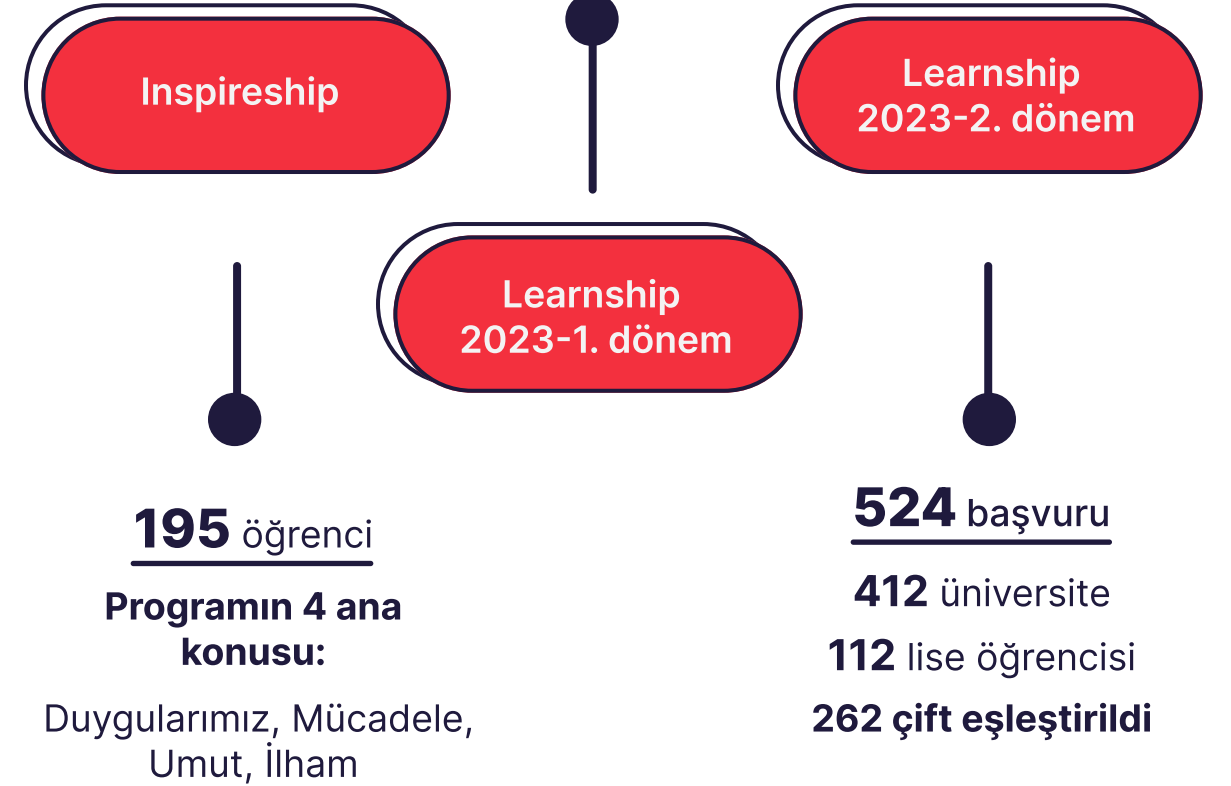 Inspireship
Learnship
2023-2. dönem
Learnship
2023-1. dönem
195 öğrenci
Programın 4 ana
konusu:
Duygularımız, Mücadele,
Umut, İlham
524 başvuru
412 üniversite
112 lise öğrencisi
262 çift eşleştirildi